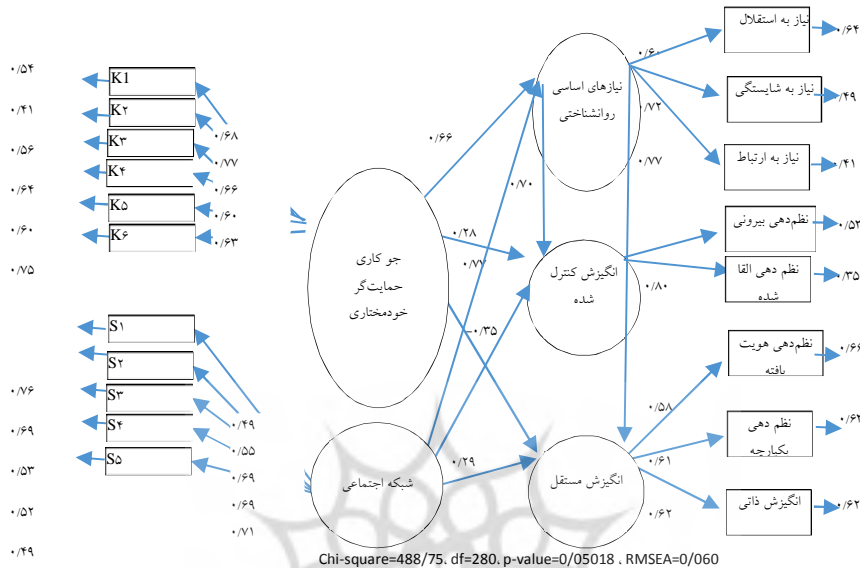 ۰/۵۴
۰/۴۱
۰/۵۶
۰/۶۴
۰/۶۰
۰/۷۵
K1
K۲
K۳
K۴
K۵
K۶
۰/۶۸
۰/۷۷
۰/۶۶
۰/۶۰
۰/۶۳
۰/۷۶
۰/۶۹
۰/۵۳
۰/۵۲
۰/۴۹
S۱
S۲
S۳
S۴
S۵
۰/۴۹
۰/۵۵
۰/۶۹
۰/۶۹
۰/۷۱
جو کاری
حمایت‌گر
خودمختاری
شبکه اجتماعی
۰/۶۶
۰/۲۸
۰/۷۷
۰/۷۰
-۰/۳۵
۰/۲۹
نیازهای اساسی
روانشناختی
انگیزش کنترل
شده
انگیزش مستقل
۰/۶۰
۰/۷۲
۰/۷۷
۰/۸۰
۰/۵۸
۰/۶۱
۰/۶۲
نیاز به استقلال
نیاز به شایستگی
نیاز به ارتباط
نظم‌دهی بیرونی
نظم دهی القا
شده
نظم‌دهی هویت
یافته
نظم دهی
یکپارچه
انگیزش ذاتی
۰/۶۴
۰/۴۹
۰/۴۱
۰/۵۳
۰/۳۵
۰/۶۶
۰/۶۲
۰/۶۲
Chi-square=488/75، df=280، p-value=0/05018 ، RMSEA=0/060